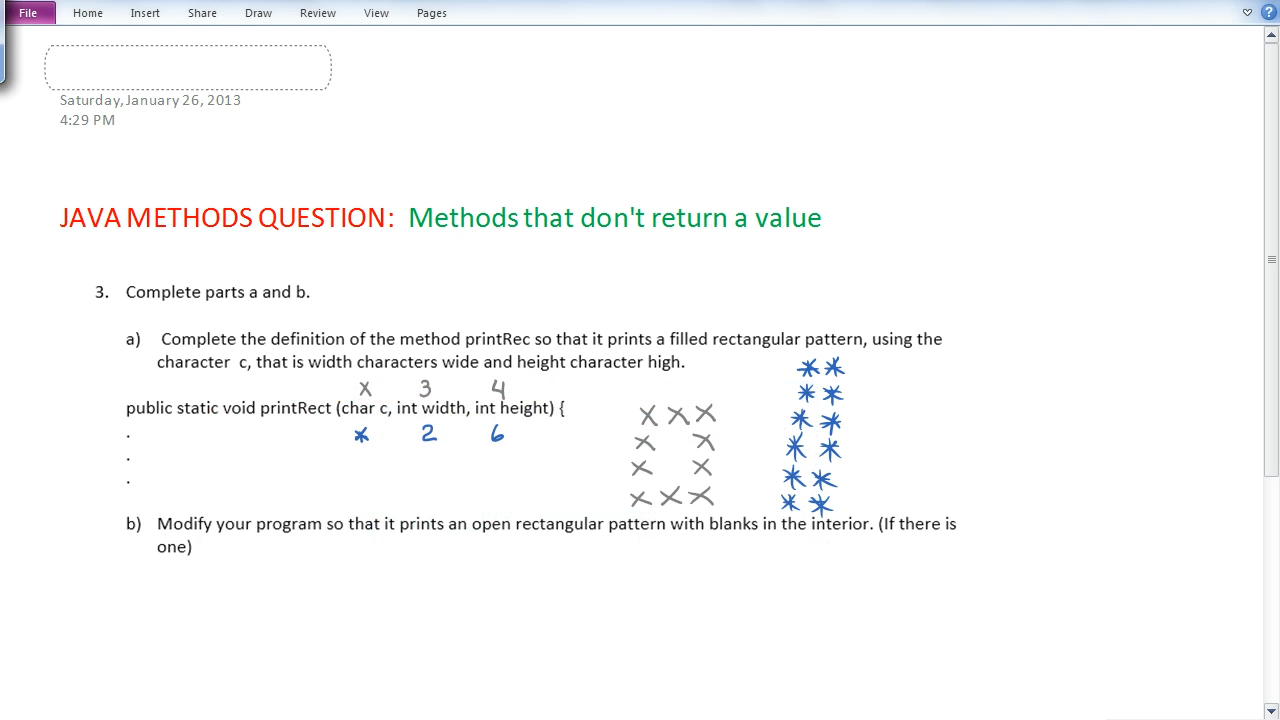 File Home Insert Share Draw Review View Pages
Saturday, January 26, 2013
4:29 PM
JAVA METHODS QUESTION: Methods that don't return a value
3. Complete parts a and b.
a) Complete the definition of the method printRec so that it prints a filled rectangular pattern, using the
character c, that is width characters wide and height character high.
x 3 4
public static void printRect (char c, int width, int height) {
.
* 2 6
.
.
x x x
x x
x x
x x x
* *
* *
* *
* *
* *
* *
b) Modify your program so that it prints an open rectangular pattern with blanks in the interior. (If there is
one)